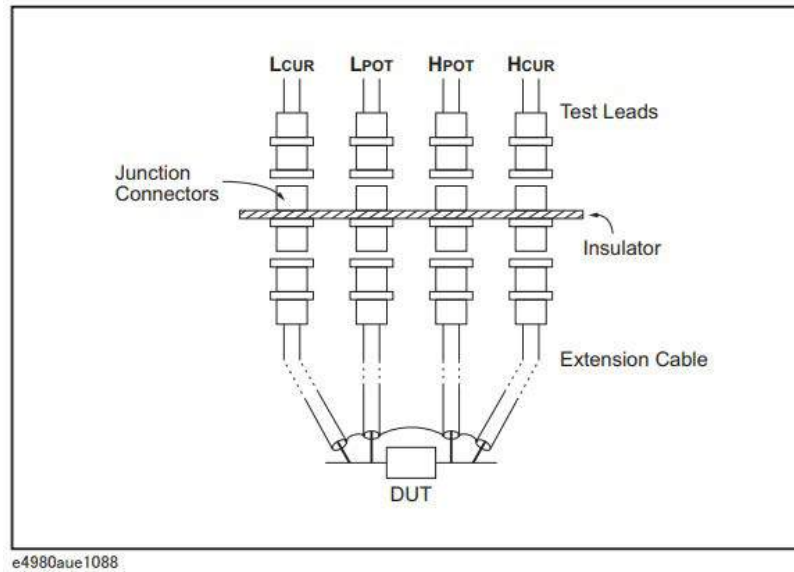 LCUR LPOT HPOT HCUR
Test Leads
Junction
Connectors
Insulator
Extension Cable
DUT
e4980aue1088